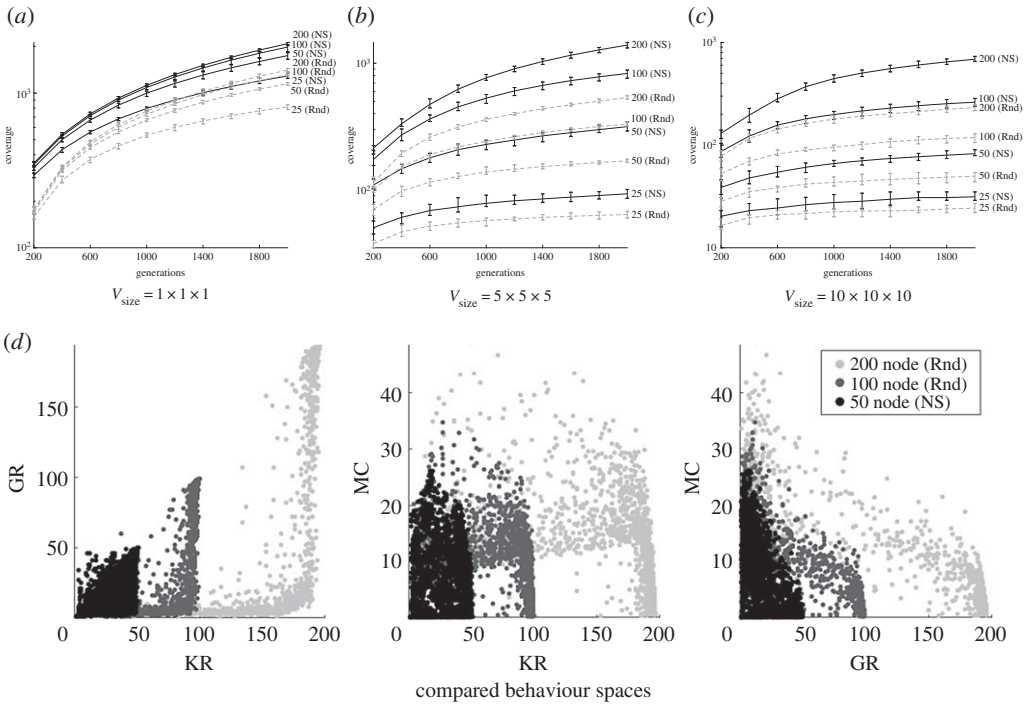 (a)
coverage
10³
10²
200 600 1000 1400 1800
generations
200 (NS)
100 (NS)
50 (NS)
200 (Rnd)
100 (Rnd)
25 (NS)
50 (Rnd)
25 (Rnd)
V size = 1 × 1 × 1
(b)
coverage
10³
10²
200 600 1000 1400 1800
generations
200 (NS)
100 (NS)
200 (Rnd)
100 (Rnd)
50 (NS)
50 (Rnd)
25 (NS)
25 (Rnd)
V size = 5 × 5 × 5
(c)
coverage
10³
10²
10
200 600 1000 1400 1800
generations
200 (NS)
100 (NS)
200 (Rnd)
100 (Rnd)
50 (NS)
50 (Rnd)
25 (NS)
25 (Rnd)
V size = 10 × 10 × 10
(d)
GR
150
100
50
0 50 100 150 200
KR
MC
40
30
20
10
0 50 100 150 200
KR
MC
40
30
20
10
0 50 100 150 200
GR
200 node (Rnd)
100 node (Rnd)
50 node (NS)
compared behaviour spaces